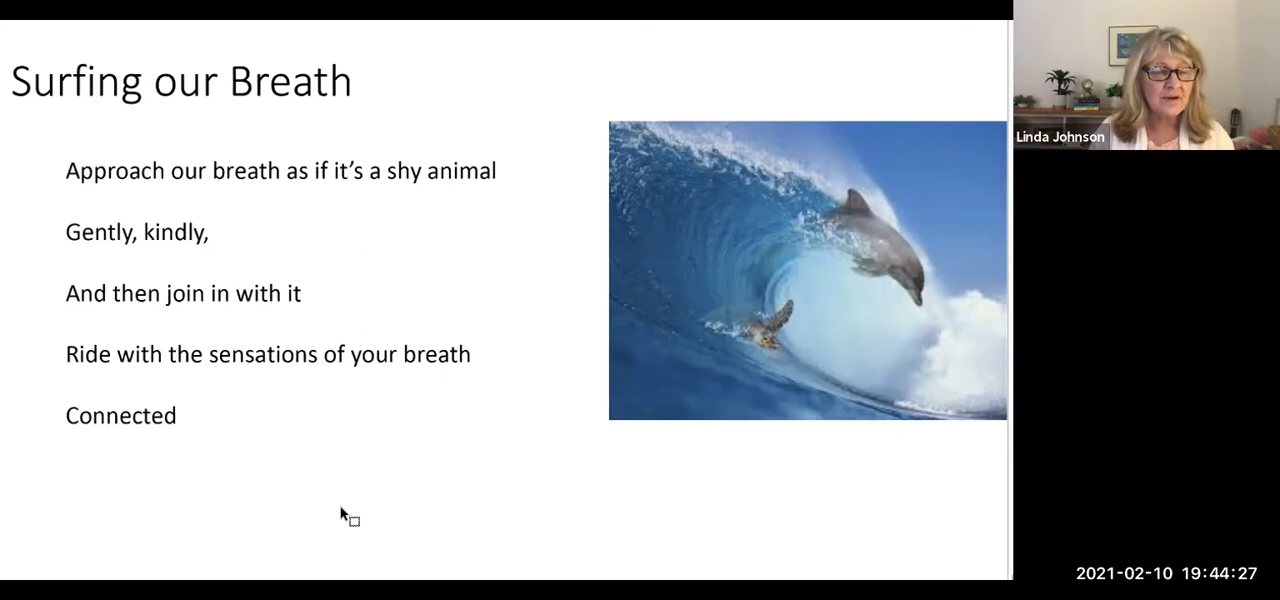 Surfing our Breath
Approach our breath as if it’s a shy animal
Gently, kindly,
And then join in with it
Ride with the sensations of your breath
Connected
Linda Johnson
2021-02-10 19:44:27